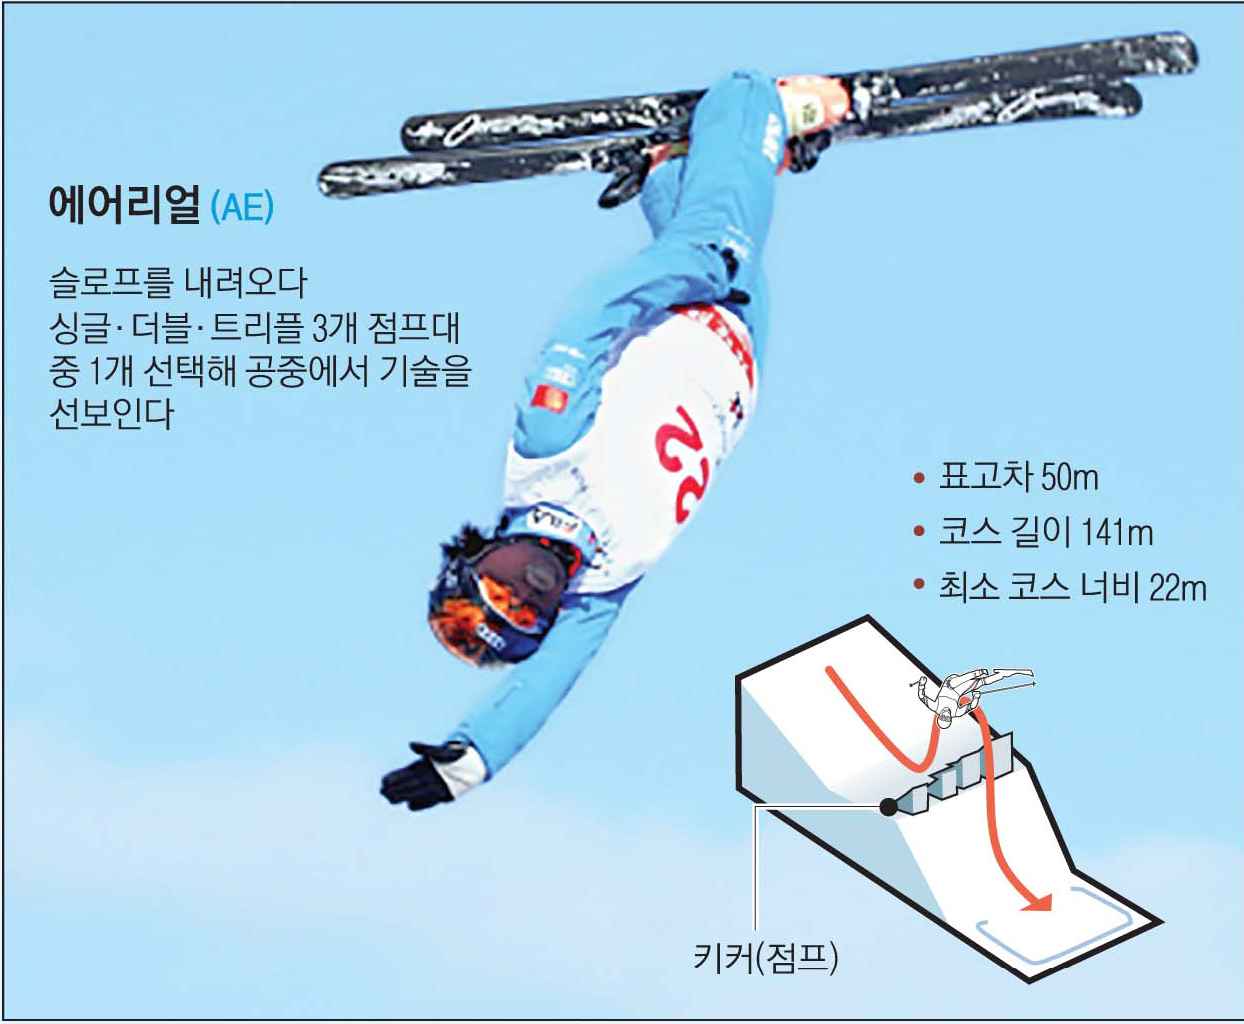 에어리얼 (AE)
슬로프를 내려오다
싱글·더블·트리플 3개 점프대
중 1개 선택해 공중에서 기술을
선보인다
• 표고차 50m
• 코스 길이 141m
• 최소 코스 너비 22m
키커(점프)
22
FILA